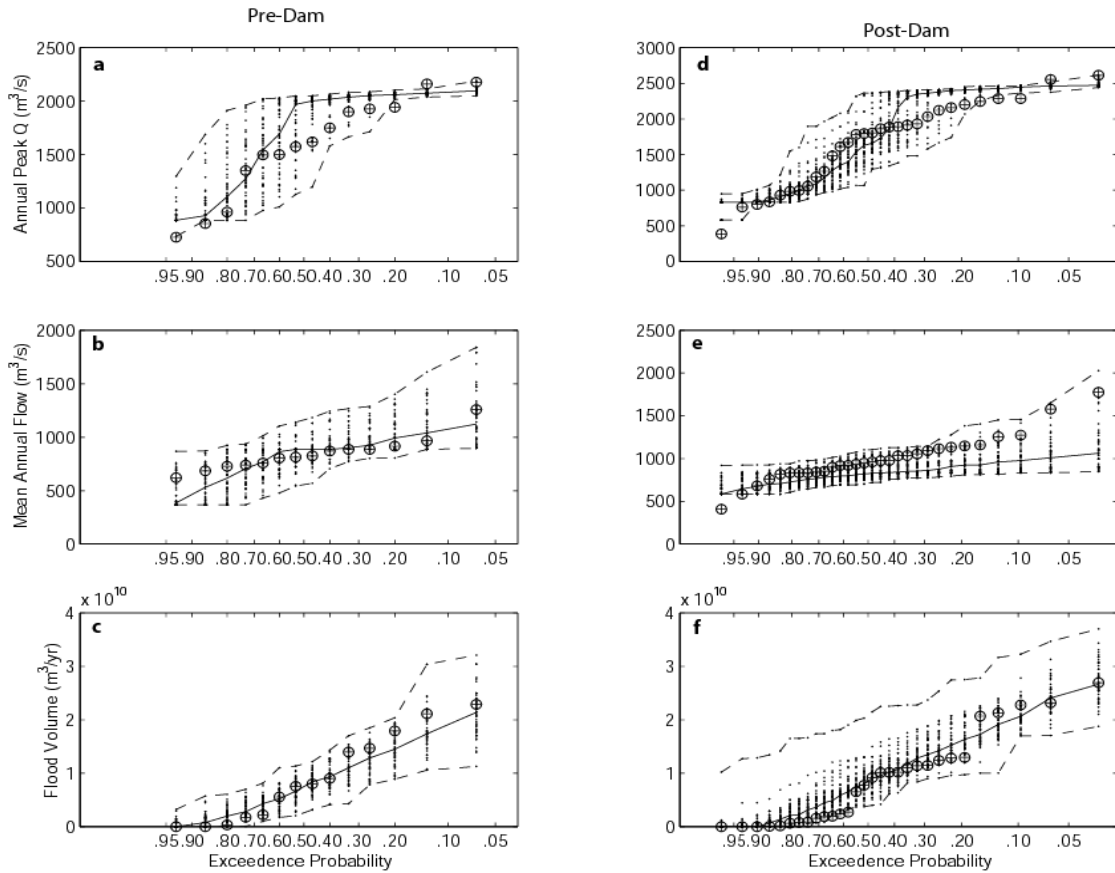 Pre-Dam
a
Annual Peak Q (m³/s)
2500
2000
1500
1000
500
.95 .90 .80 .70 .60 .50 .40 .30 .20 .10 .05
b
Mean Annual Flow (m³/s)
2000
1500
1000
500
0
.95 .90 .80 .70 .60 .50 .40 .30 .20 .10 .05
x 10¹⁰
c
Flood Volume (m³/yr)
4
3
2
1
0
.95 .90 .80 .70 .60 .50 .40 .30 .20 .10 .05
Exceedence Probability
Post-Dam
d
3000
2500
2000
1500
1000
500
0
.95 .90 .80 .70 .60 .50 .40 .30 .20 .10 .05
e
2500
2000
1500
1000
500
0
.95 .90 .80 .70 .60 .50 .40 .30 .20 .10 .05
x 10¹⁰
f
4
3
2
1
0
.95 .90 .80 .70 .60 .50 .40 .30 .20 .10 .05
Exceedence Probability